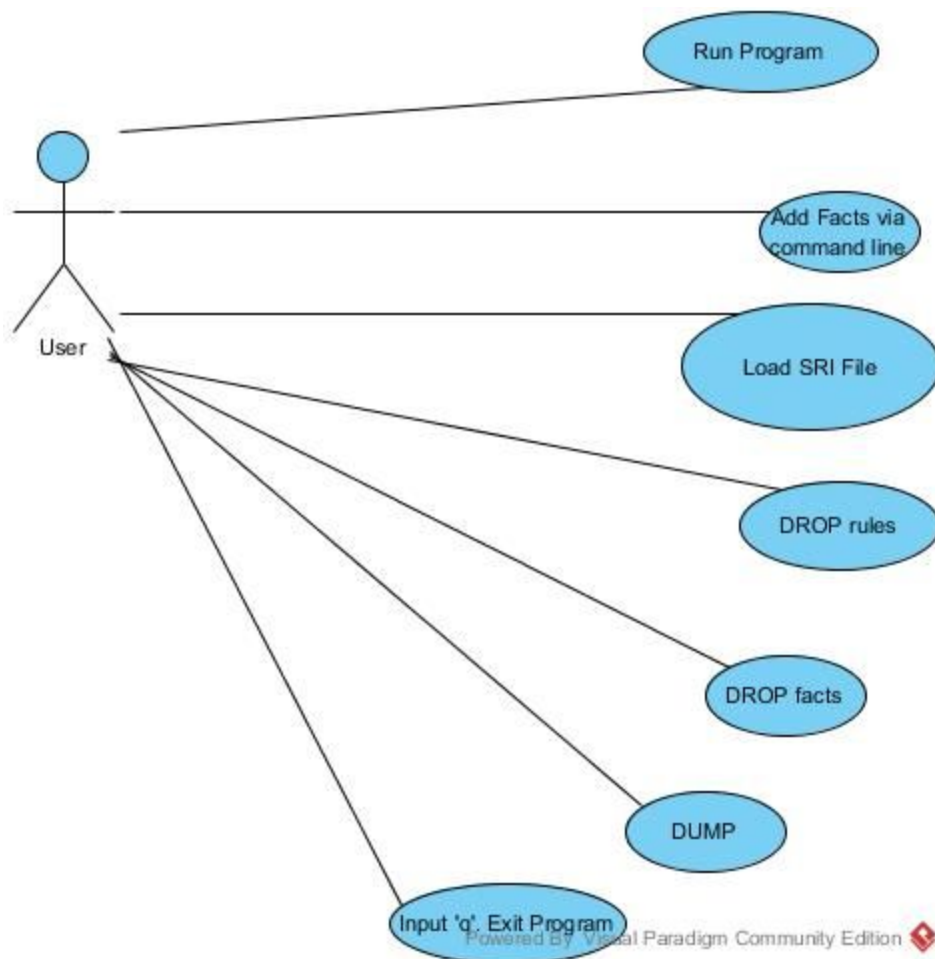 Run Program
Add Facts via
command line
Load SRI File
User
DROP rules
DROP facts
DUMP
Input 'q'. Exit Program
Powered By Visual Paradigm Community Edition